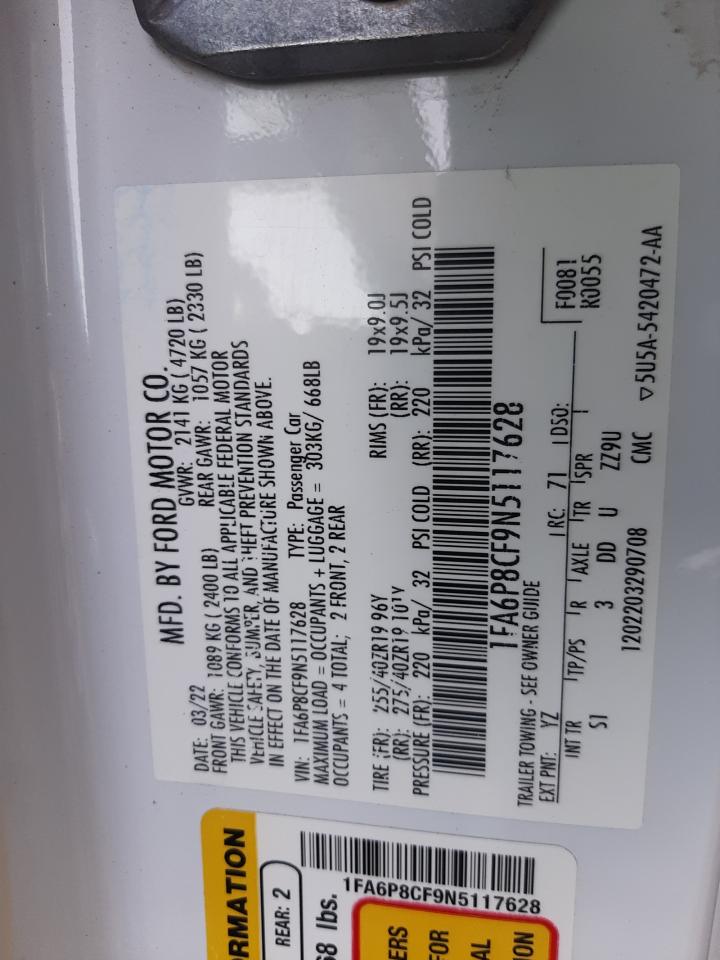 MFD. BY FORD MOTOR CO.
DATE: 03/22 GVWR: 2141 KG ( 4720 LB)
FRONT GAWR: 1089 KG ( 2400 LB) REAR GAWR: 1057 KG ( 2330 LB)
THIS VEHICLE CONFORMS TO ALL APPLICABLE FEDERAL MOTOR
VEHICLE SAFETY, BUMPER, AND THEFT PREVENTION STANDARDS
IN EFFECT ON THE DATE OF MANUFACTURE SHOWN ABOVE.
VIN: 1FA6P8CF9N5117628 TYPE: Passenger Car
MAXIMUM LOAD = OCCUPANTS + LUGGAGE = 303KG/ 668LB
OCCUPANTS = 4 TOTAL; 2 FRONT, 2 REAR
TIRE (FR): 255/40ZR19 96Y RIMS (FR): 19x9.0J
(RR): 275/40ZR19 101Y (RR): 19x9.5J
PRESSURE (FR): 220 kPa/ 32 PSI COLD (RR): 220 kPa/ 32 PSI COLD
1FA6P8CF9N5117628
TRAILER TOWING - SEE OWNER GUIDE
EXT PNT: YZ RC: 71 DSO: F0081
R0055
INT TR TP/PS R AXLE TR SPR
SJ 3 DD U ZZ9U
1202203290708 CMC ▽5U5A-5420472-AA
RMATION
REAR: 2
68 lbs.
1FA6P8CF9N5117628
ERS
FOR
AL
ION